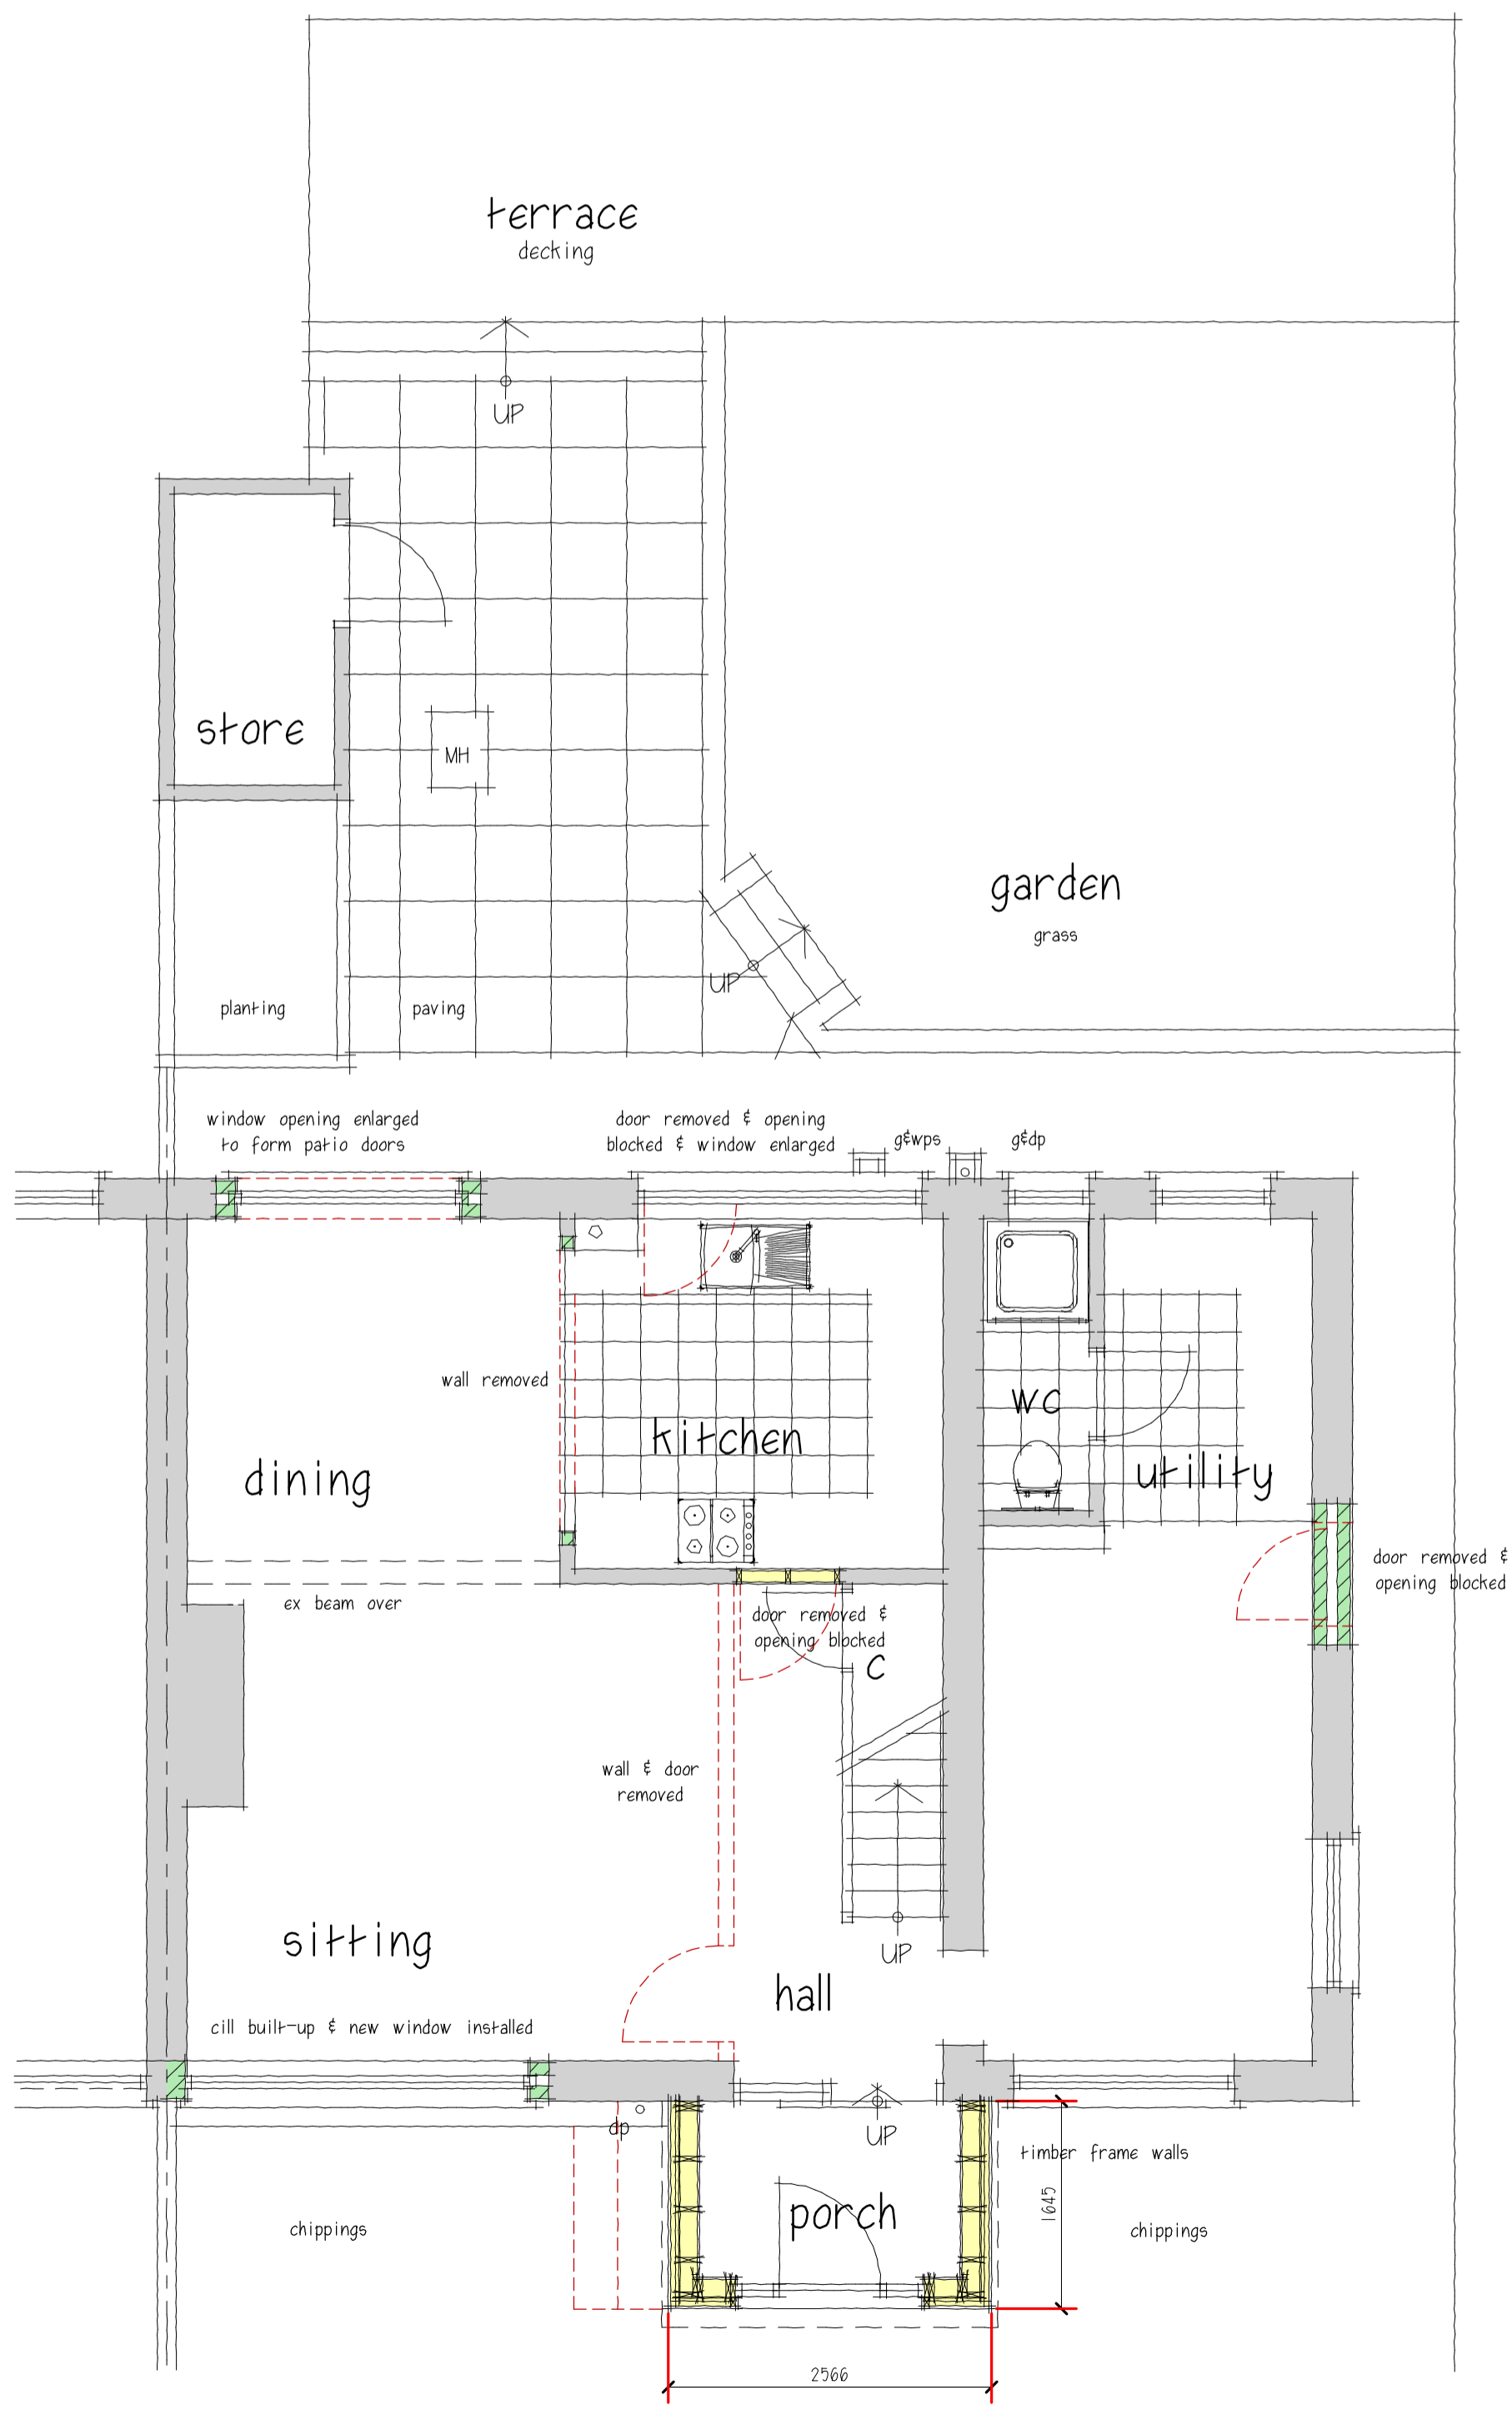 terrace
decking
UP
store
MH
garden
grass
UP
planting
paving
window opening enlarged
to form patio doors
door removed & opening
blocked & window enlarged
g&wps
g&dp
wall removed
wc
kitchen
dining
utility
door removed &
opening blocked
ex beam over
door removed &
opening blocked
C
wall & door
removed
sitting
UP
hall
cill built-up & new window installed
dp
UP
timber frame walls
porch
1645
chippings
chippings
2566